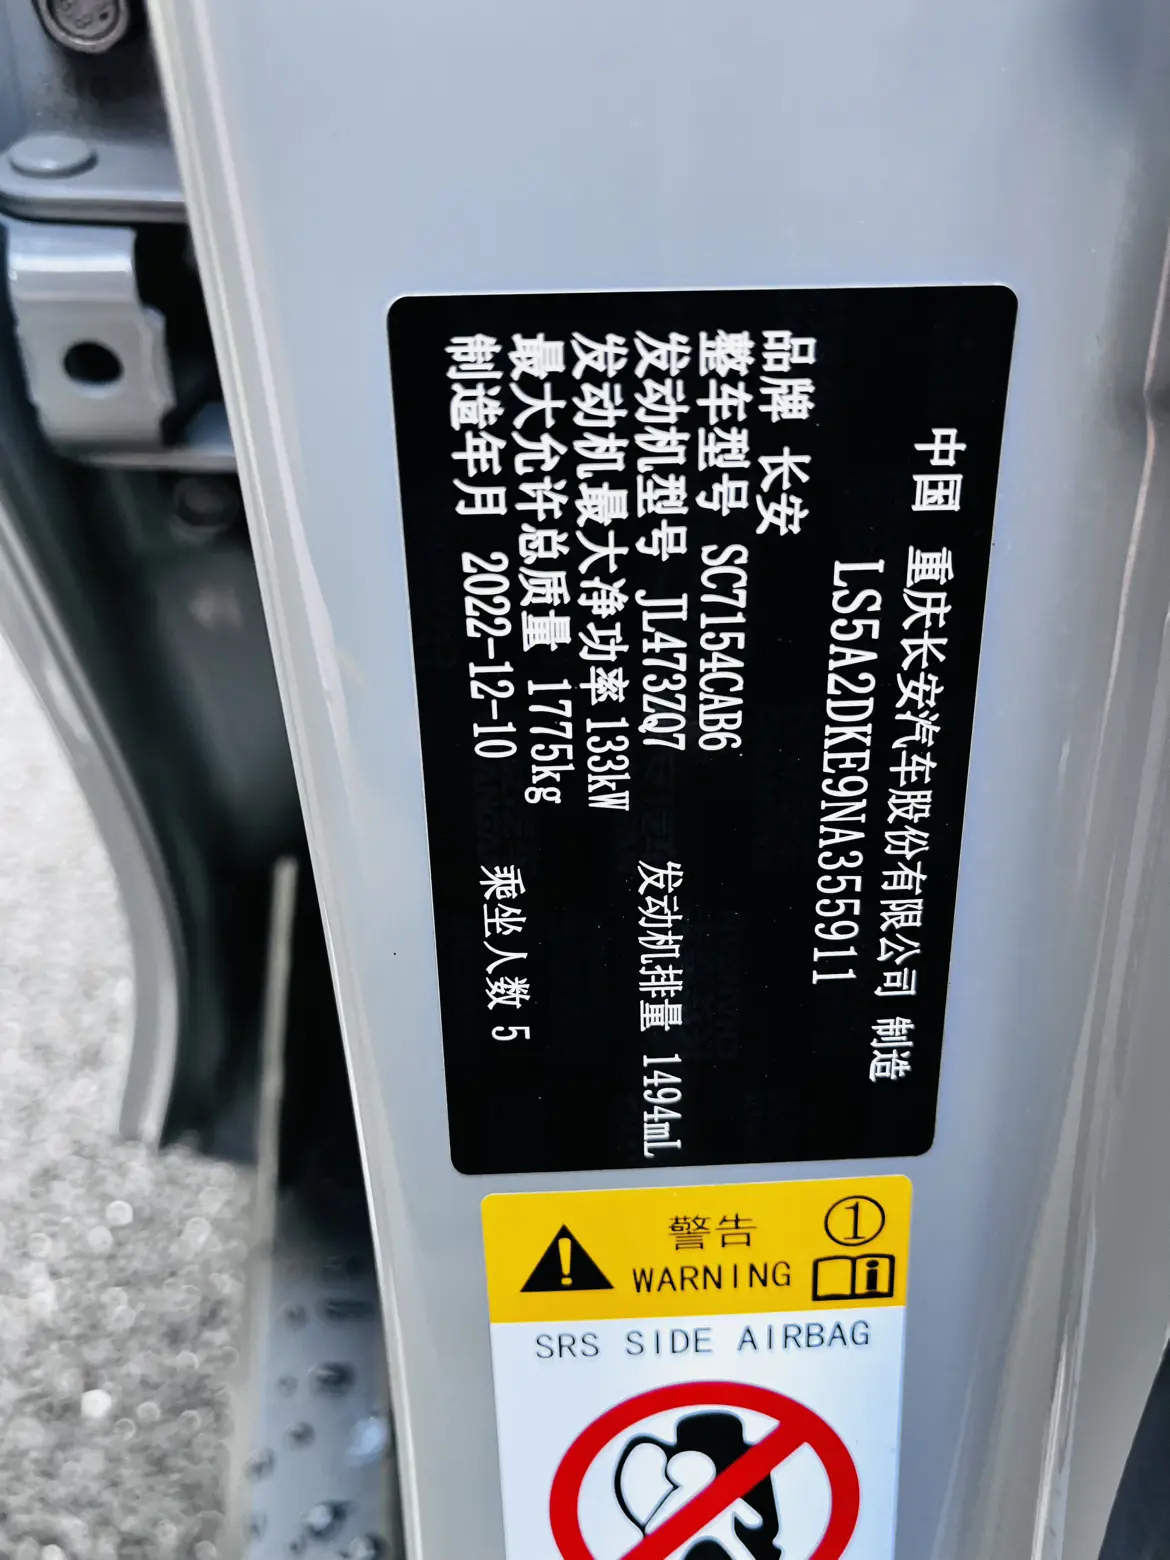 中国 重庆长安汽车股份有限公司 制造
LS5A2DKE9NA355911
品牌 长安
整车型号 SC7154CAB6
发动机型号 JL473ZQ7 发动机排量 1494mL
发动机最大净功率 133kW
最大允许总质量 1775kg
制造年月 2022-12-10 乘坐人数 5
警告 ①
WARNING
SRS SIDE AIRBAG